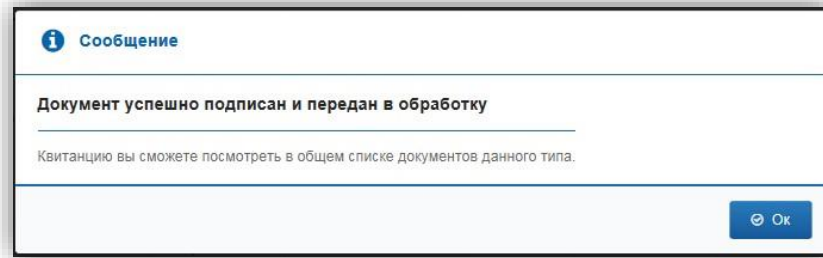 Сообщение
Документ успешно подписан и передан в обработку
Квитанцию вы сможете посмотреть в общем списке документов данного типа.
Ок